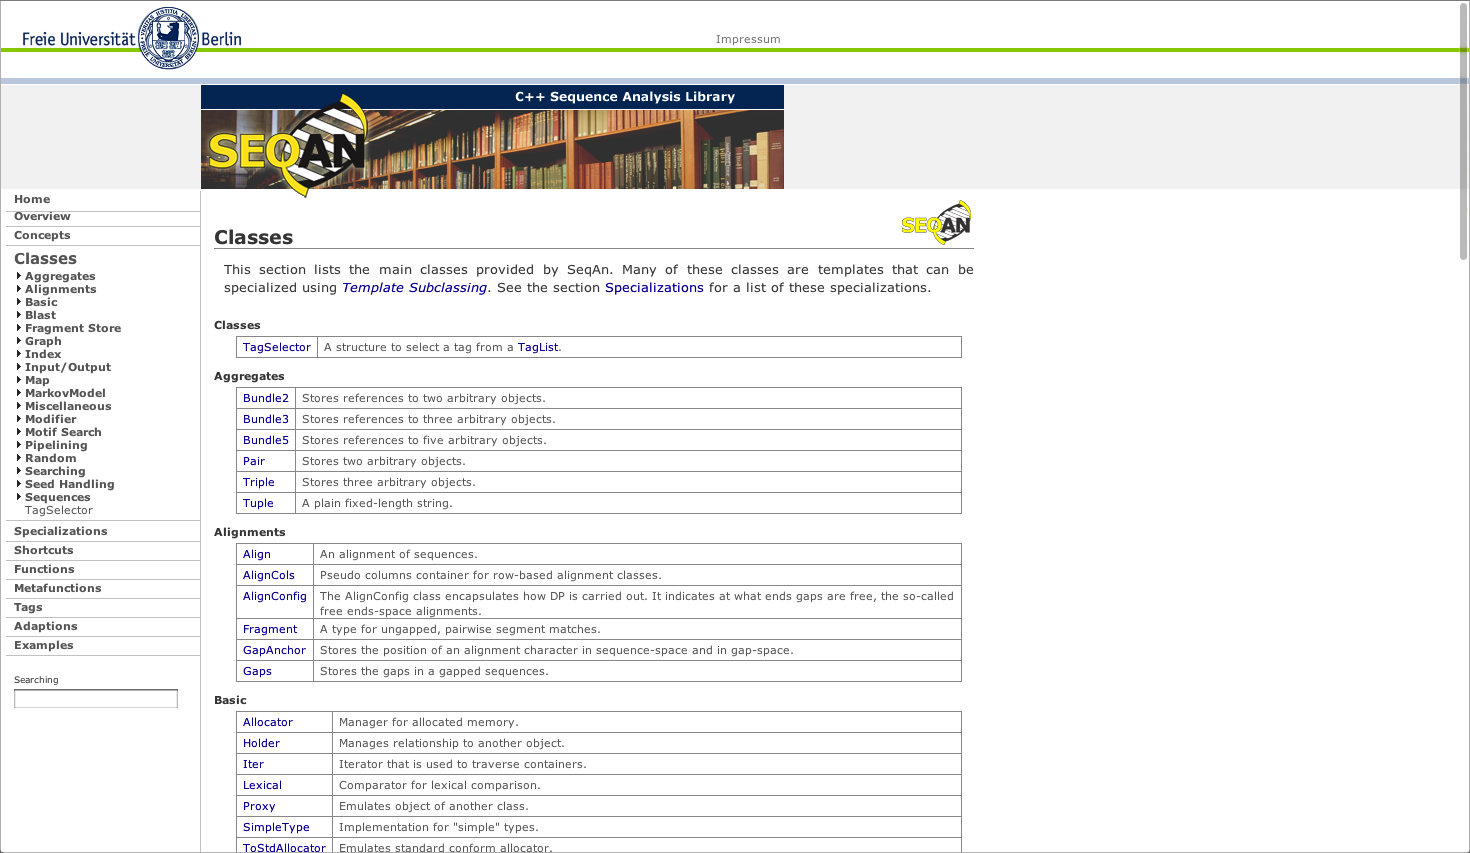 Freie Universität Berlin
Impressum
C++ Sequence Analysis Library
SEQAN
Home
Overview
Concepts
Classes
Aggregates
Alignments
Basic
Blast
Fragment Store
Graph
Index
Input/Output
Map
MarkovModel
Miscellaneous
Modifier
Motif Search
Pipelining
Random
Searching
Seed Handling
Sequences
TagSelector
Specializations
Shortcuts
Functions
Metafunctions
Tags
Adaptions
Examples
Searching
SEQAN
Classes
This section lists the main classes provided by SeqAn. Many of these classes are templates that can be
specialized using Template Subclassing. See the section Specializations for a list of these specializations.
Classes
TagSelector A structure to select a tag from a TagList.
Aggregates
Bundle2 Stores references to two arbitrary objects.
Bundle3 Stores references to three arbitrary objects.
Bundle5 Stores references to five arbitrary objects.
Pair Stores two arbitrary objects.
Triple Stores three arbitrary objects.
Tuple A plain fixed-length string.
Alignments
Align An alignment of sequences.
AlignCols Pseudo columns container for row-based alignment classes.
AlignConfig The AlignConfig class encapsulates how DP is carried out. It indicates at what ends gaps are free, the so-called
free ends-space alignments.
Fragment A type for ungapped, pairwise segment matches.
GapAnchor Stores the position of an alignment character in sequence-space and in gap-space.
Gaps Stores the gaps in a gapped sequences.
Basic
Allocator Manager for allocated memory.
Holder Manages relationship to another object.
Iter Iterator that is used to traverse containers.
Lexical Comparator for lexical comparison.
Proxy Emulates object of another class.
SimpleType Implementation for "simple" types.
ToStdAllocator Emulates standard conform allocator.